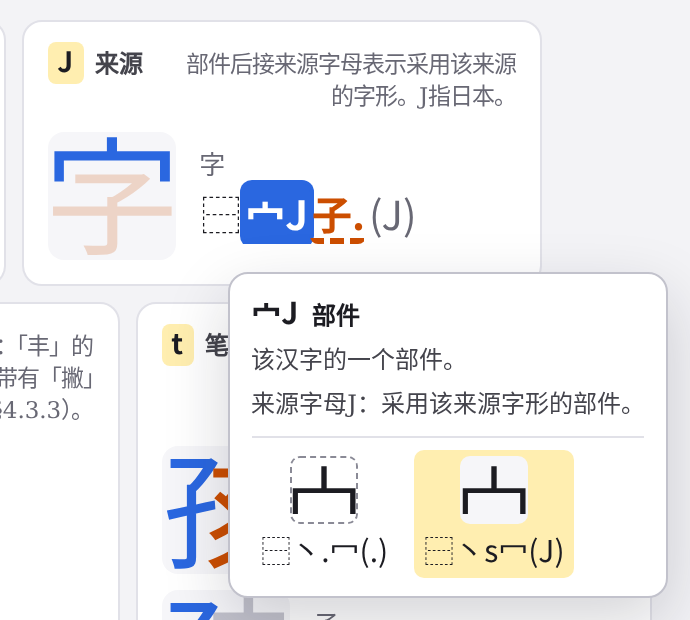 J 来源 部件后接来源字母表示采用该来源
的字形。J指日本。
字
字
⿱宀J子.(J)
：「丰」的
带有「撇」
4.3.3）。
t 笔
宀J 部件
该汉字的一个部件。
来源字母J：采用该来源字形的部件。
宀 宀
⿱丶.冖(.) ⿱丶s冖(J)